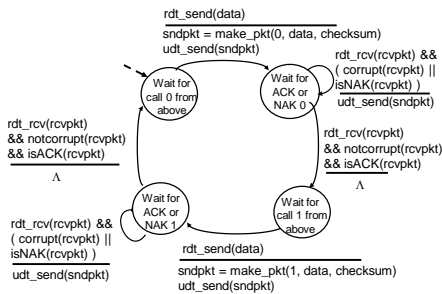 rdt_send(data)
sndpkt = make_pkt(0, data, checksum)
udt_send(sndpkt)
Wait for
call 0 from
above
Wait for
ACK or
NAK 0
rdt_rcv(rcvpkt) &&
( corrupt(rcvpkt) ||
isNAK(rcvpkt) )
udt_send(sndpkt)
rdt_rcv(rcvpkt)
&& notcorrupt(rcvpkt)
&& isACK(rcvpkt)
Λ
rdt_rcv(rcvpkt)
&& notcorrupt(rcvpkt)
&& isACK(rcvpkt)
Λ
Wait for
ACK or
NAK 1
Wait for
call 1 from
above
rdt_rcv(rcvpkt) &&
( corrupt(rcvpkt) ||
isNAK(rcvpkt) )
udt_send(sndpkt)
rdt_send(data)
sndpkt = make_pkt(1, data, checksum)
udt_send(sndpkt)